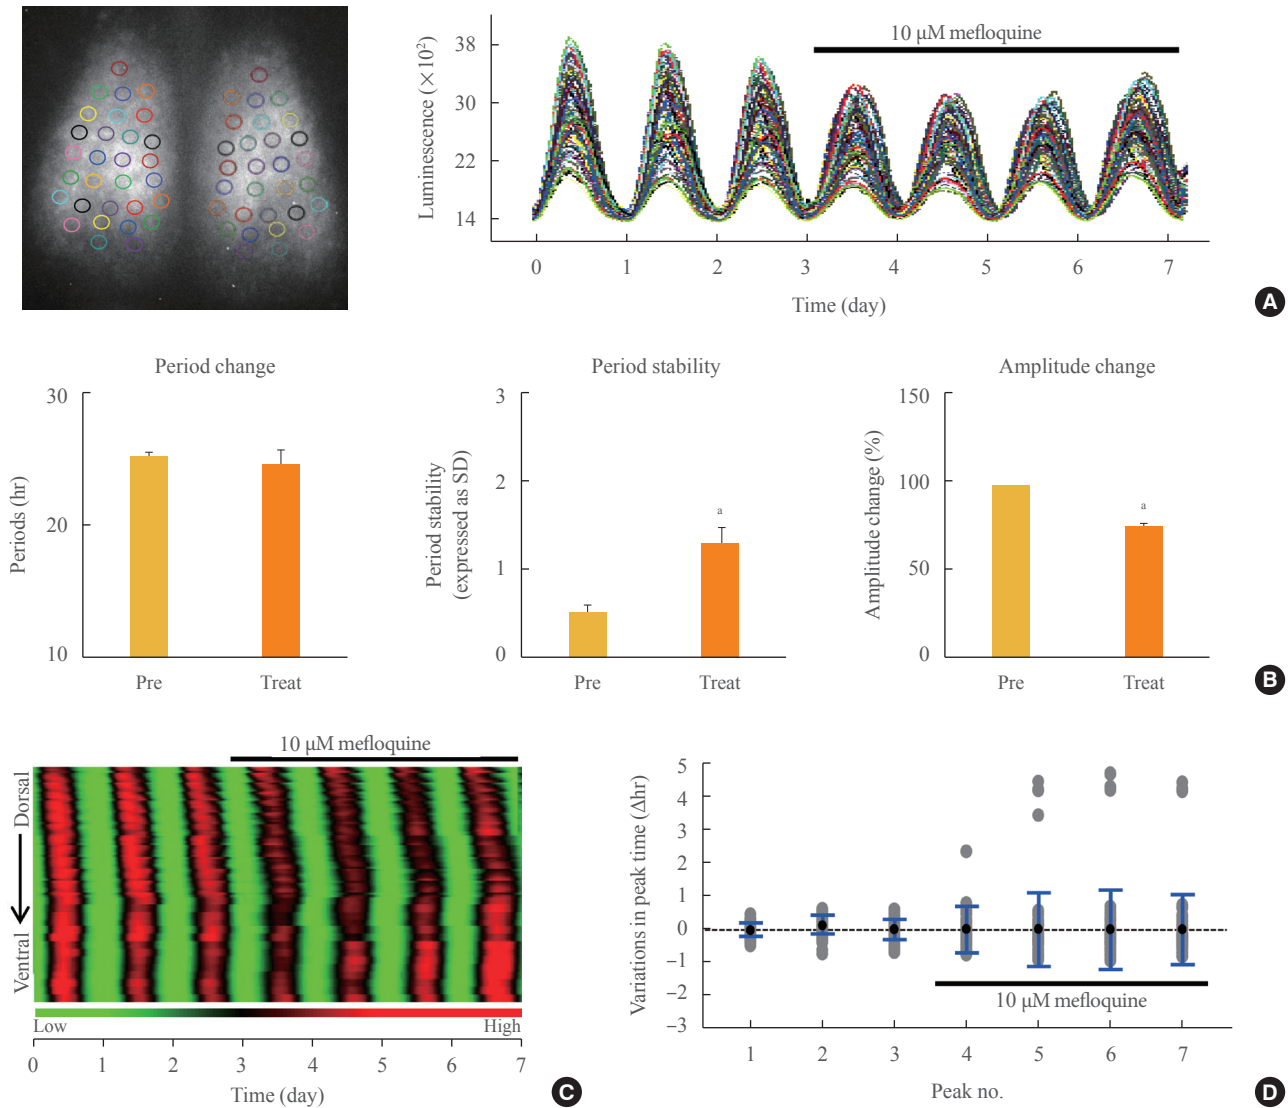 10 μM mefloquine
Luminescence (×10²)
38
30
22
14
0 1 2 3 4 5 6 7
Time (day)
A
Period change
Periods (hr)
30
20
10
Pre Treat
Period stability
Period stability
(expressed as SD)
3
2
1
0
a
Pre Treat
Amplitude change
Amplitude change (%)
150
100
50
0
a
Pre Treat
B
10 μM mefloquine
Dorsal
Ventral
Low High
0 1 2 3 4 5 6 7
Time (day)
C
Variations in peak time (Δhr)
5
4
3
2
1
0
−1
−2
−3
10 μM mefloquine
1 2 3 4 5 6 7
Peak no.
D